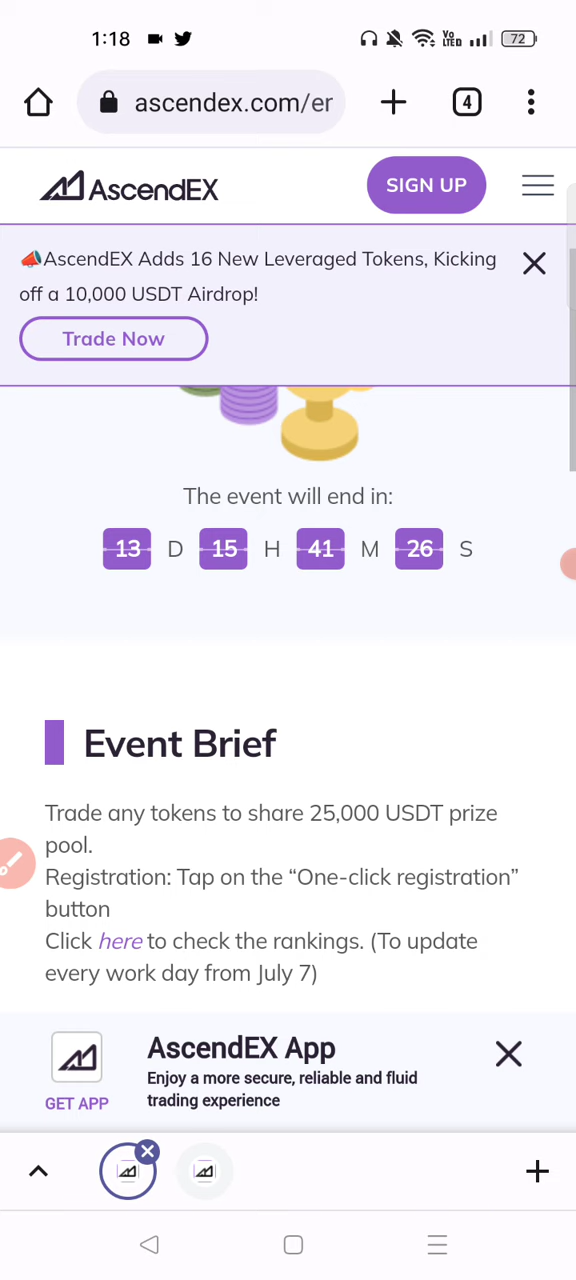 1:18
Vo
LTED
72
ascendex.com/er
4
AscendEX
SIGN UP
AscendEX Adds 16 New Leveraged Tokens, Kicking
off a 10,000 USDT Airdrop!
Trade Now
The event will end in:
13 D 15 H 41 M 26 S
Event Brief
Trade any tokens to share 25,000 USDT prize
pool.
Registration: Tap on the “One-click registration”
button
Click here to check the rankings. (To update
every work day from July 7)
AscendEX App
Enjoy a more secure, reliable and fluid
trading experience
GET APP